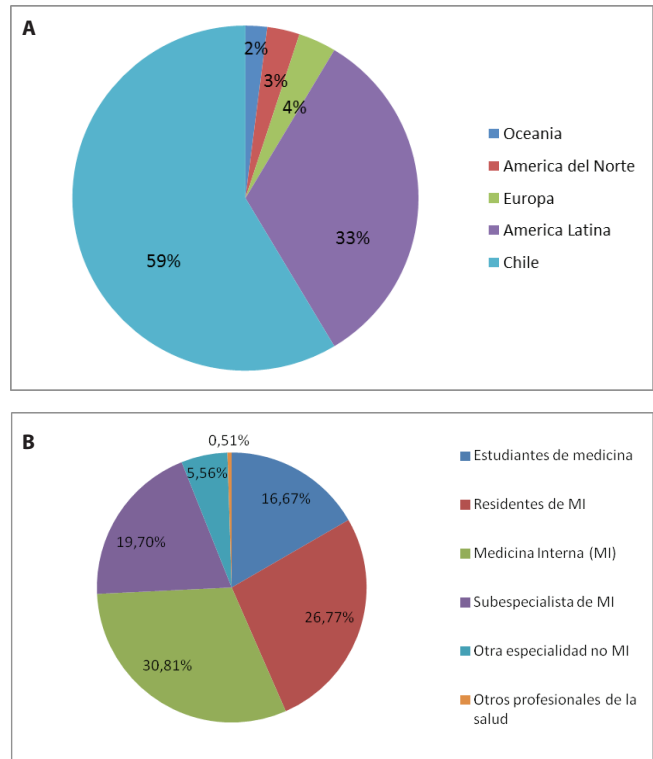 A
2%
3%
4%
33%
59%
Oceania
America del Norte
Europa
America Latina
Chile
B
0,51%
5,56%
16,67%
19,70%
26,77%
30,81%
Estudiantes de medicina
Residentes de MI
Medicina Interna (MI)
Subespecialista de MI
Otra especialidad no MI
Otros profesionales de la
salud